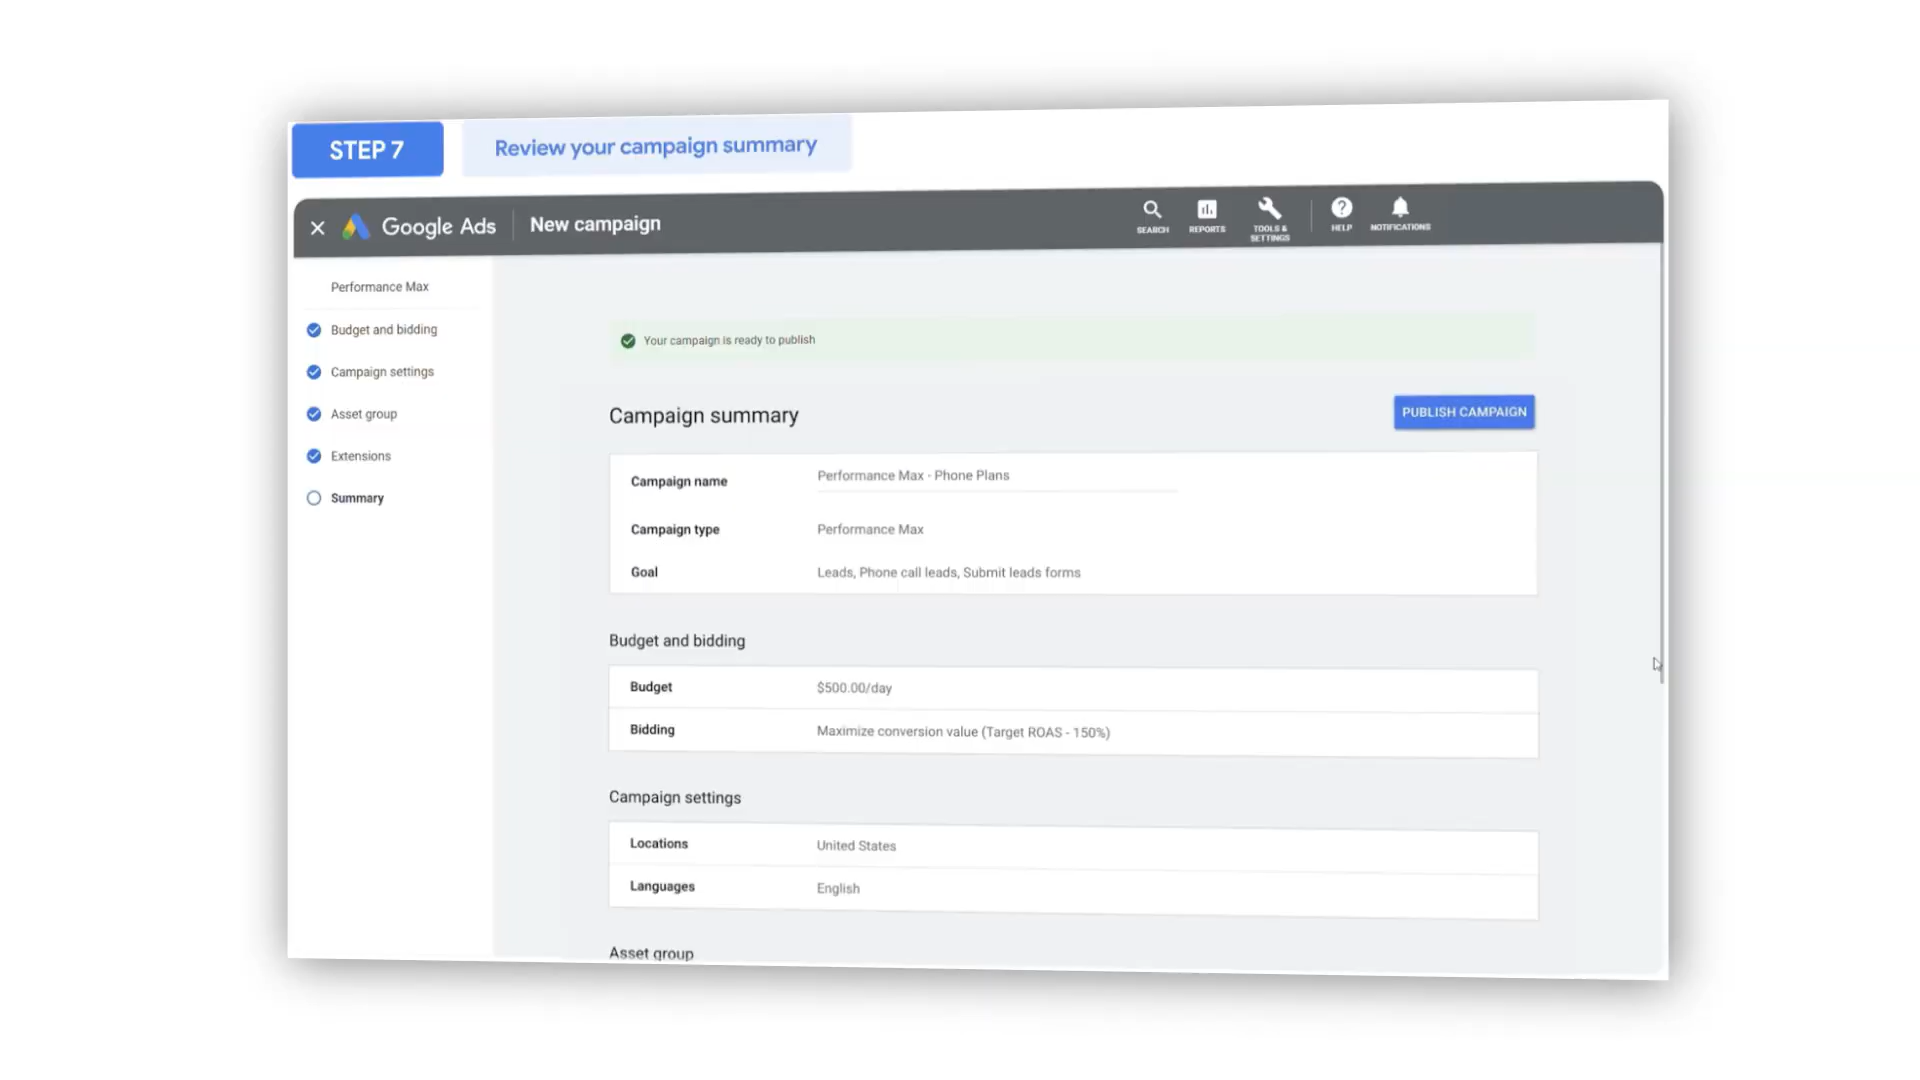 STEP 7
Review your campaign summary
Google Ads
New campaign
SEARCH
REPORTS
TOOLS &
SETTINGS
HELP
NOTIFICATIONS
Performance Max
Budget and bidding
Campaign settings
Asset group
Extensions
Summary
Your campaign is ready to publish
Campaign summary
PUBLISH CAMPAIGN
Campaign name Performance Max - Phone Plans
Campaign type Performance Max
Goal Leads, Phone call leads, Submit leads forms
Budget and bidding
Budget $500.00/day
Bidding Maximize conversion value (Target ROAS - 150%)
Campaign settings
Locations United States
Languages English
Asset group